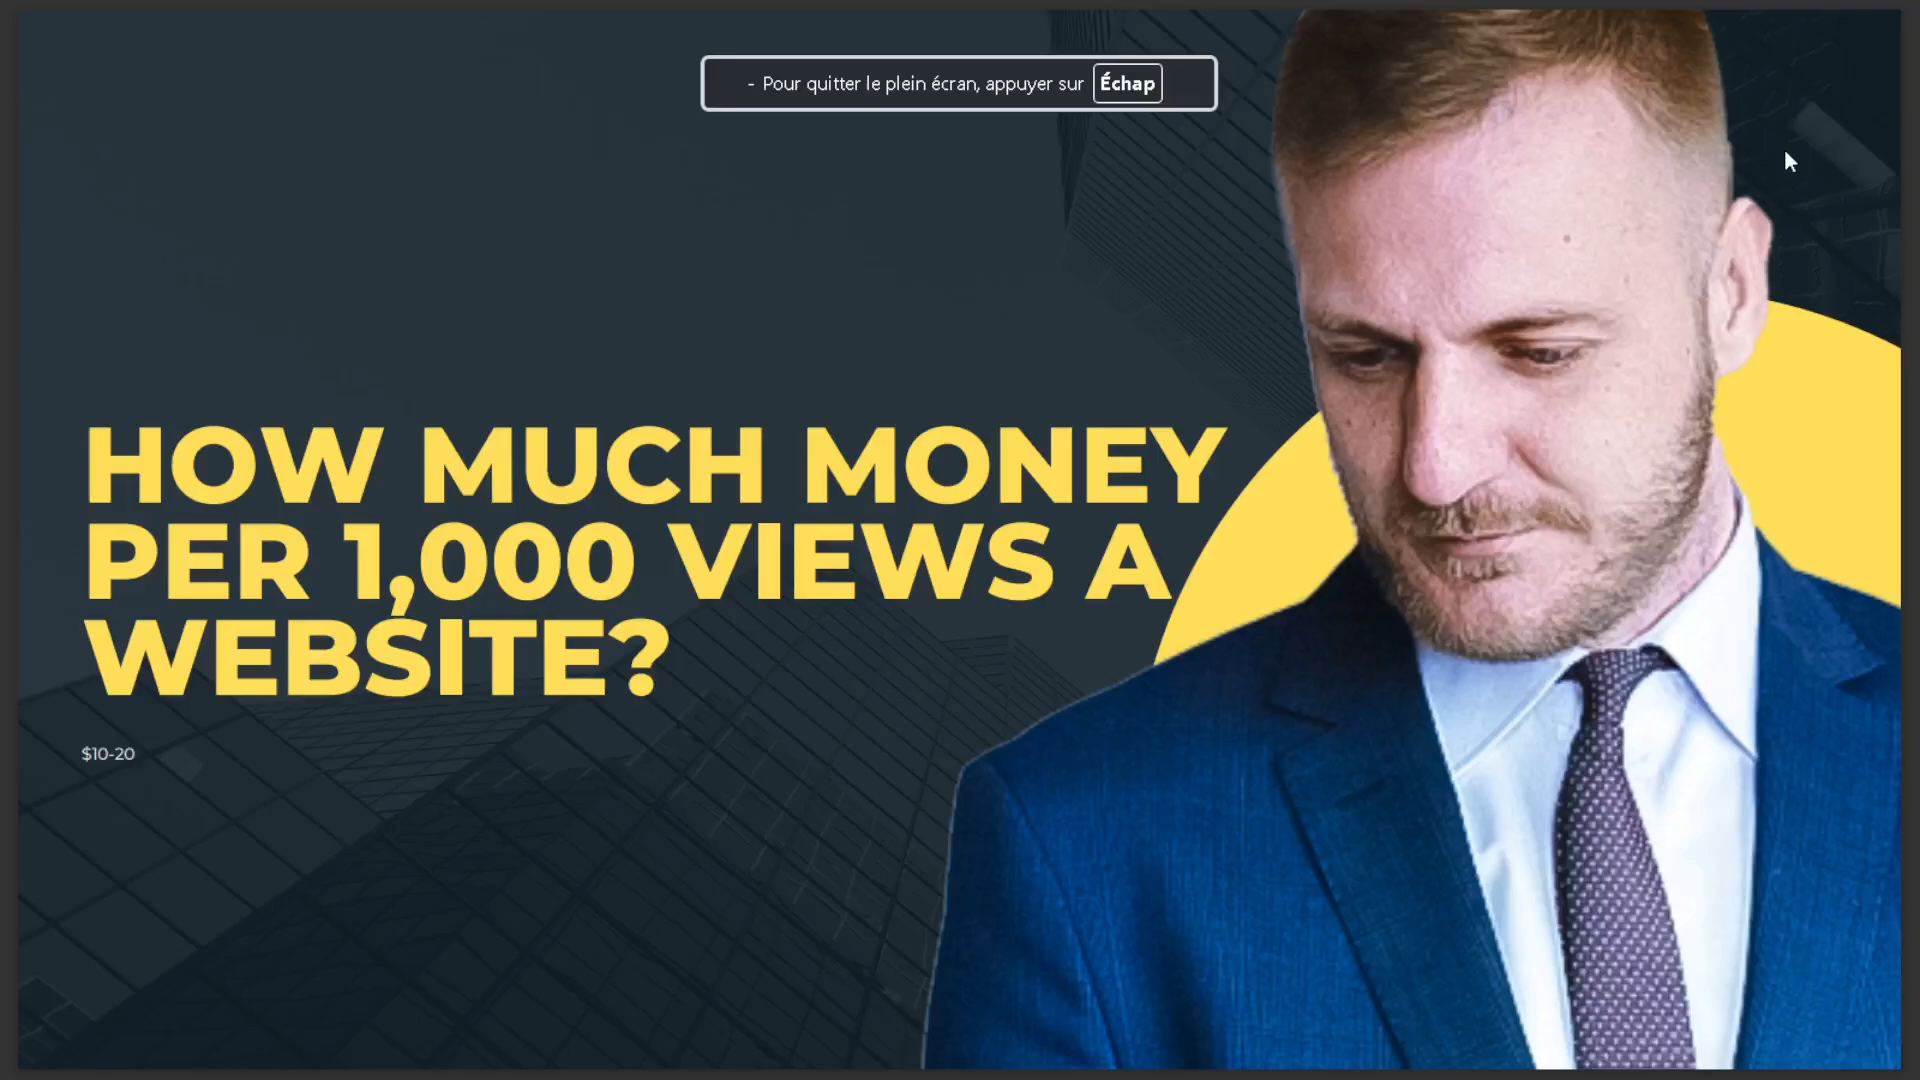 - Pour quitter le plein écran, appuyer sur Échap
HOW MUCH MONEY
PER 1,000 VIEWS A
WEBSITE?
$10-20